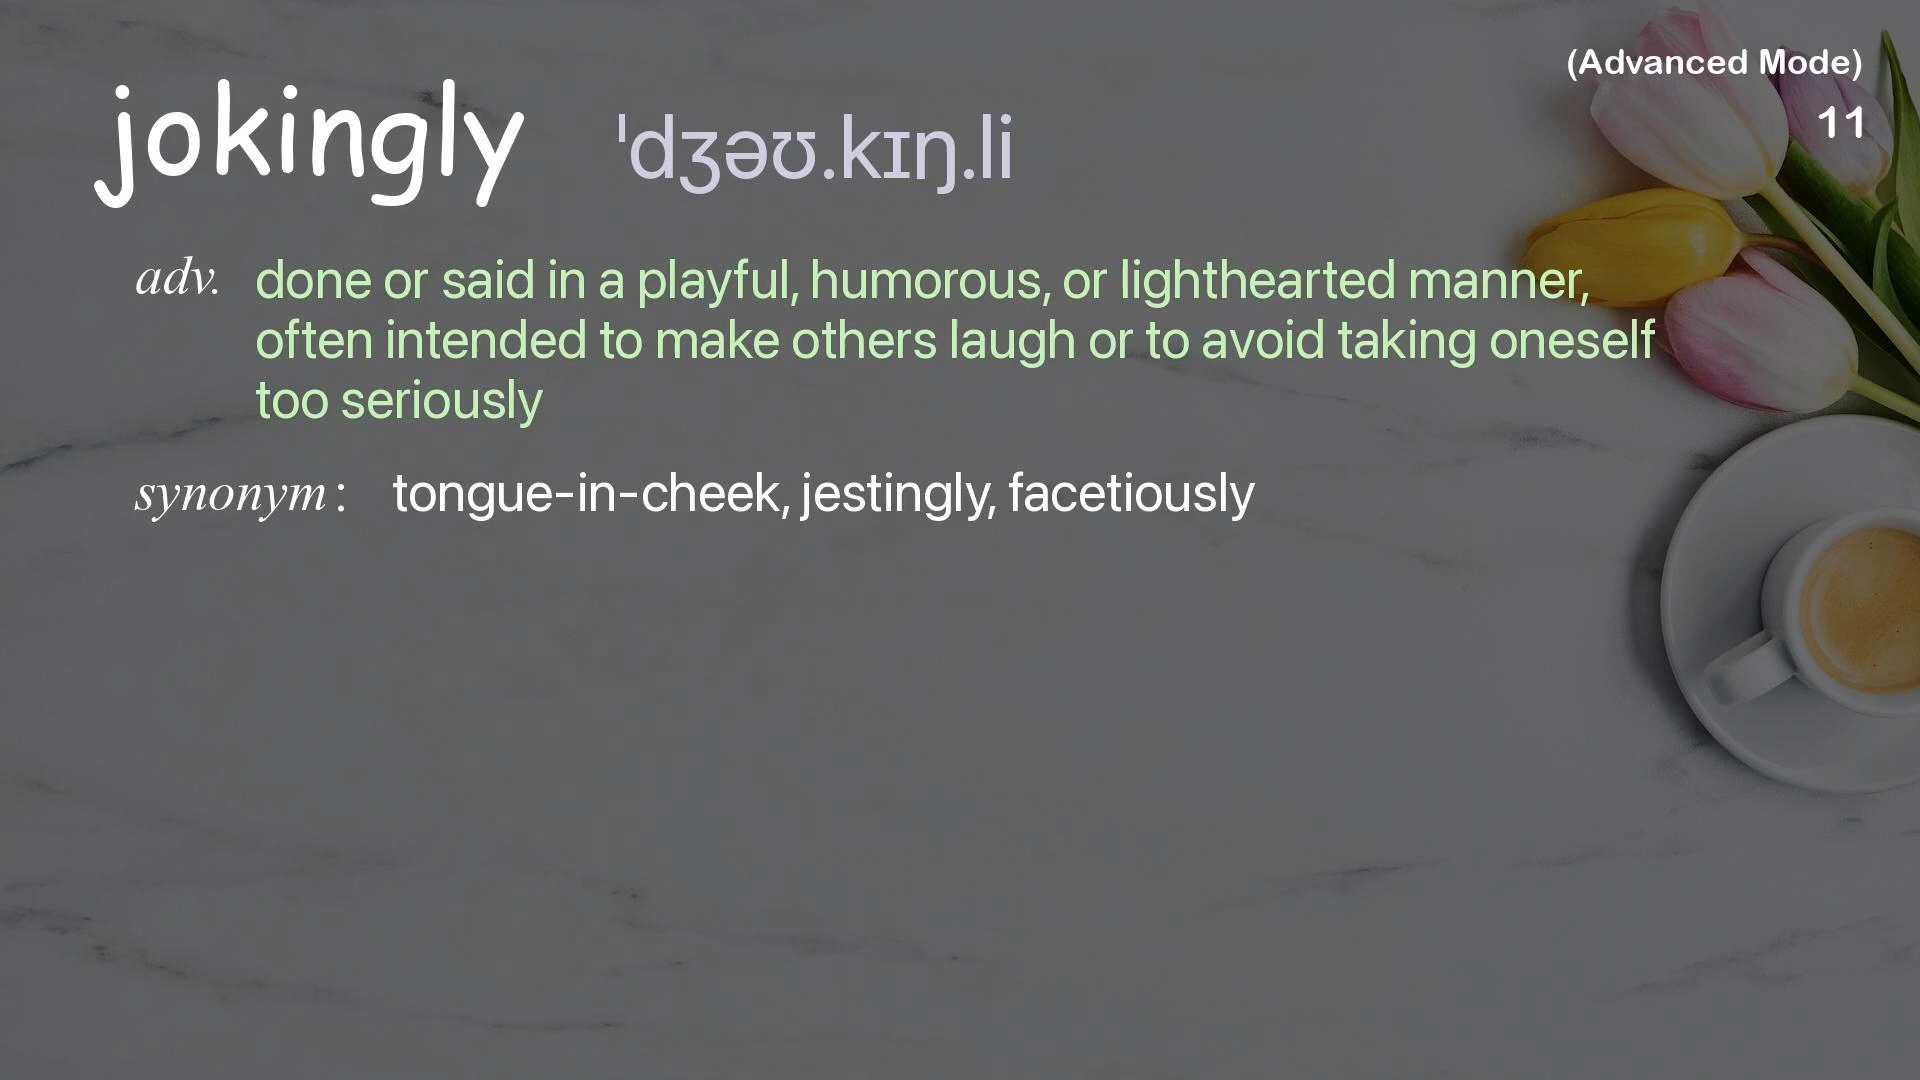 (Advanced Mode)
11
jokingly ˈdʒəʊ.kɪŋ.li
adv. done or said in a playful, humorous, or lighthearted manner,
often intended to make others laugh or to avoid taking oneself
too seriously
synonym : tongue-in-cheek, jestingly, facetiously